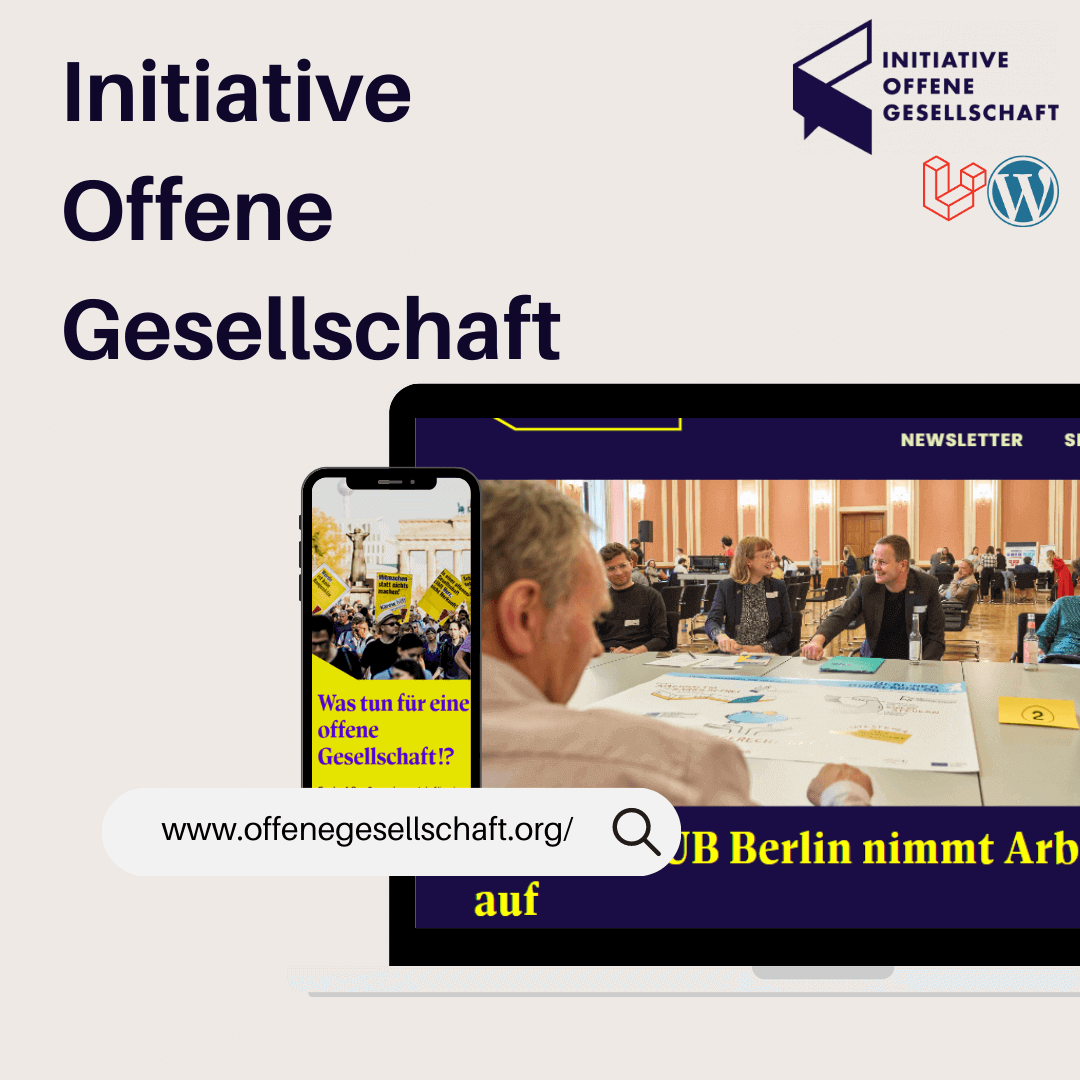 Initiative
Offene
Gesellschaft
INITIATIVE
OFFENE
GESELLSCHAFT
NEWSLETTER
Mitmachen
statt nichts
machen!
Was tun für eine
offene
Gesellschaft!?
2
www.offenegesellschaft.org/
UB Berlin nimmt Arb
auf